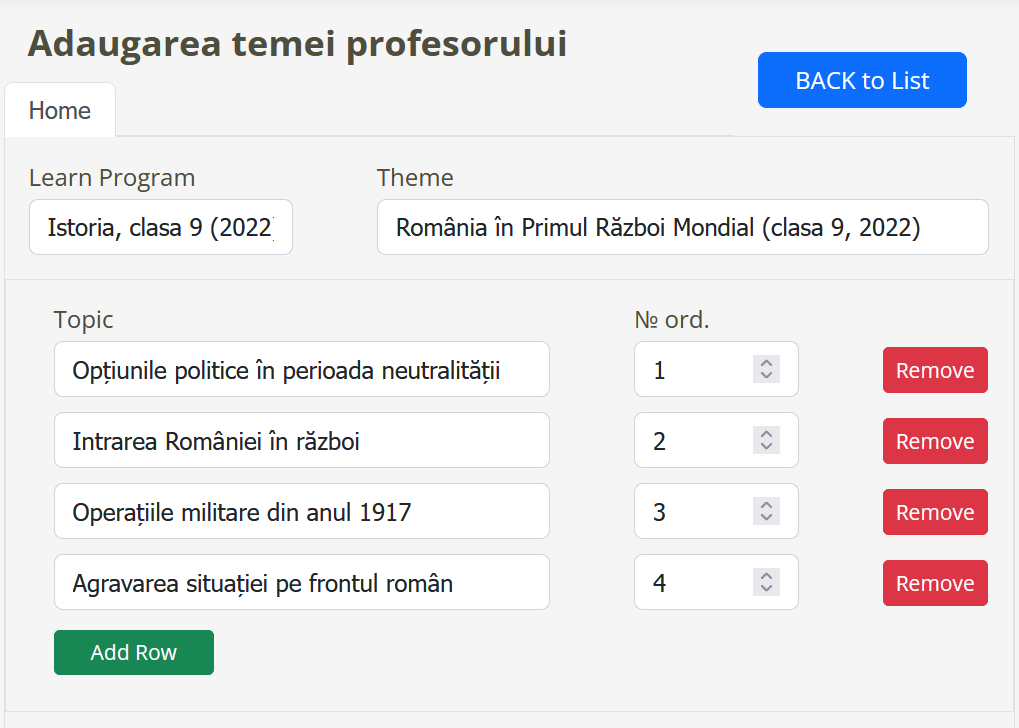 Adaugarea temei profesorului
BACK to List
Home
Learn Program
Theme
Istoria, clasa 9 (2022
România în Primul Război Mondial (clasa 9, 2022)
Topic
№ ord.
Opțiunile politice în perioada neutralității
1
Remove
Intrarea României în război
2
Remove
Operațiile militare din anul 1917
3
Remove
Agravarea situației pe frontul român
4
Remove
Add Row